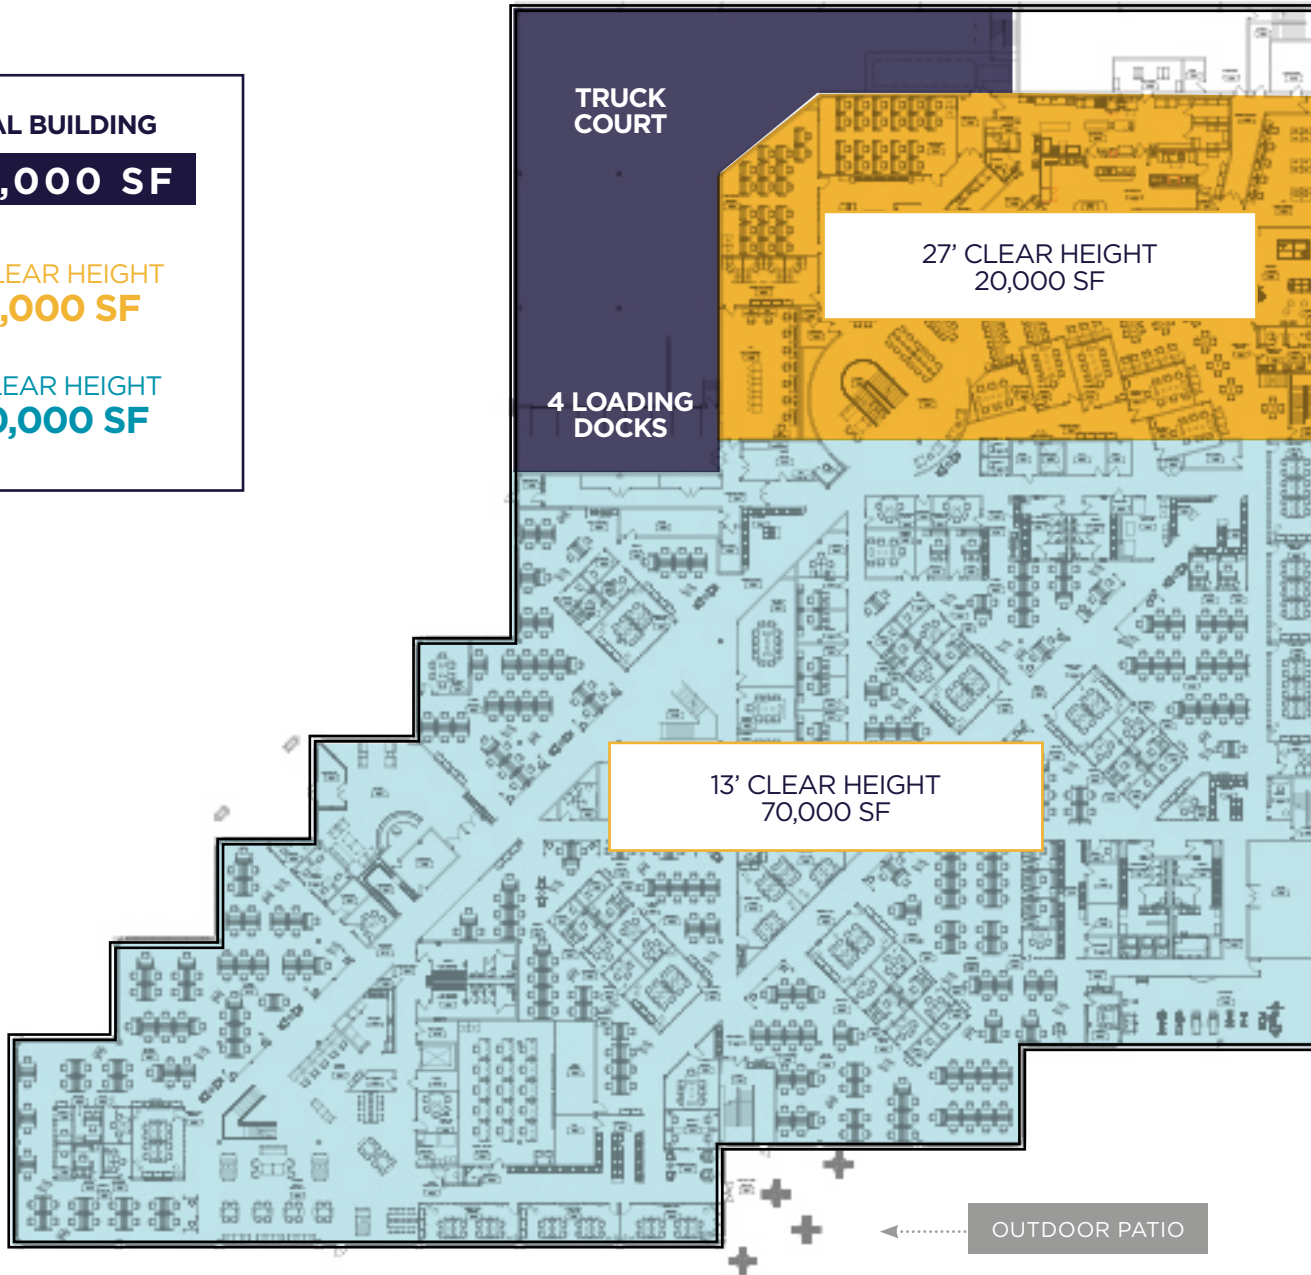 AL BUILDING
,000 SF
LEAR HEIGHT
,000 SF
LEAR HEIGHT
0,000 SF
TRUCK
COURT
27’ CLEAR HEIGHT
20,000 SF
4 LOADING
DOCKS
13’ CLEAR HEIGHT
70,000 SF
OUTDOOR PATIO